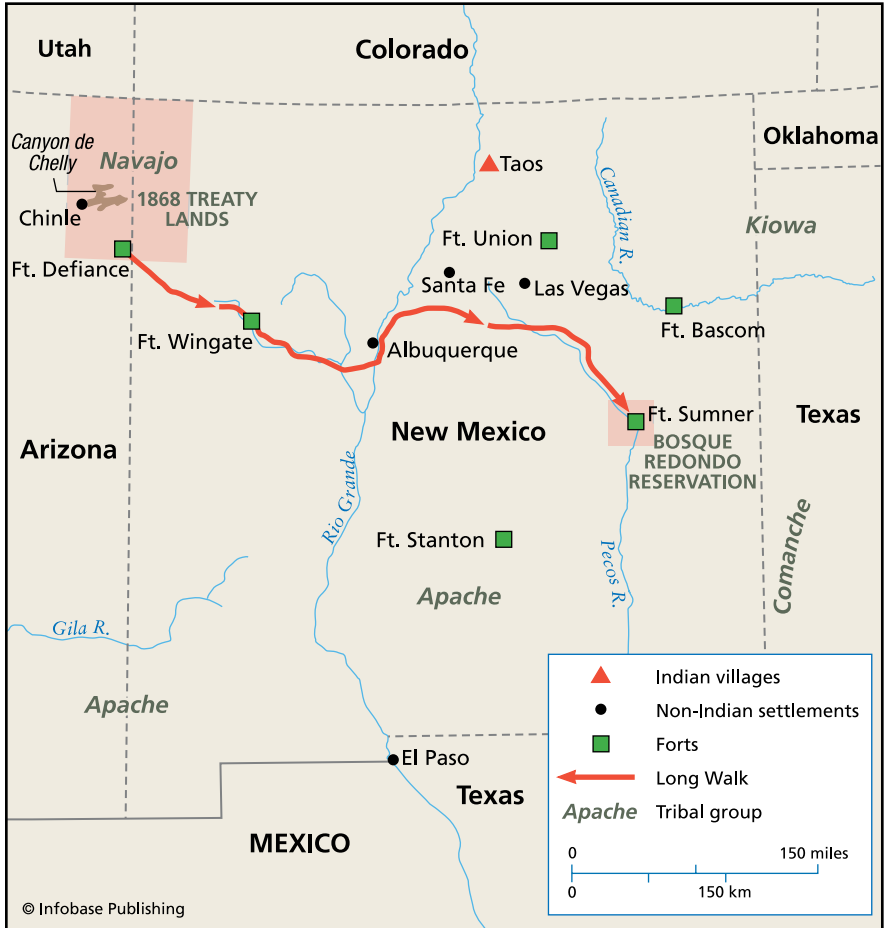 Utah
Colorado
Oklahoma
Canyon de
Chelly
Navajo
Taos
Canadian R.
1868 TREATY
LANDS
Chinle
Kiowa
Ft. Union
Ft. Defiance
Santa Fe
Las Vegas
Ft. Bascom
Ft. Wingate
Albuquerque
Ft. Sumner
Texas
New Mexico
BOSQUE
REDONDO
RESERVATION
Arizona
Rio Grande
Ft. Stanton
Pecos R.
Comanche
Apache
Gila R.
Apache
El Paso
Texas
MEXICO
Indian villages
Non-Indian settlements
Forts
Long Walk
Apache Tribal group
0 150 miles
0 150 km
© Infobase Publishing